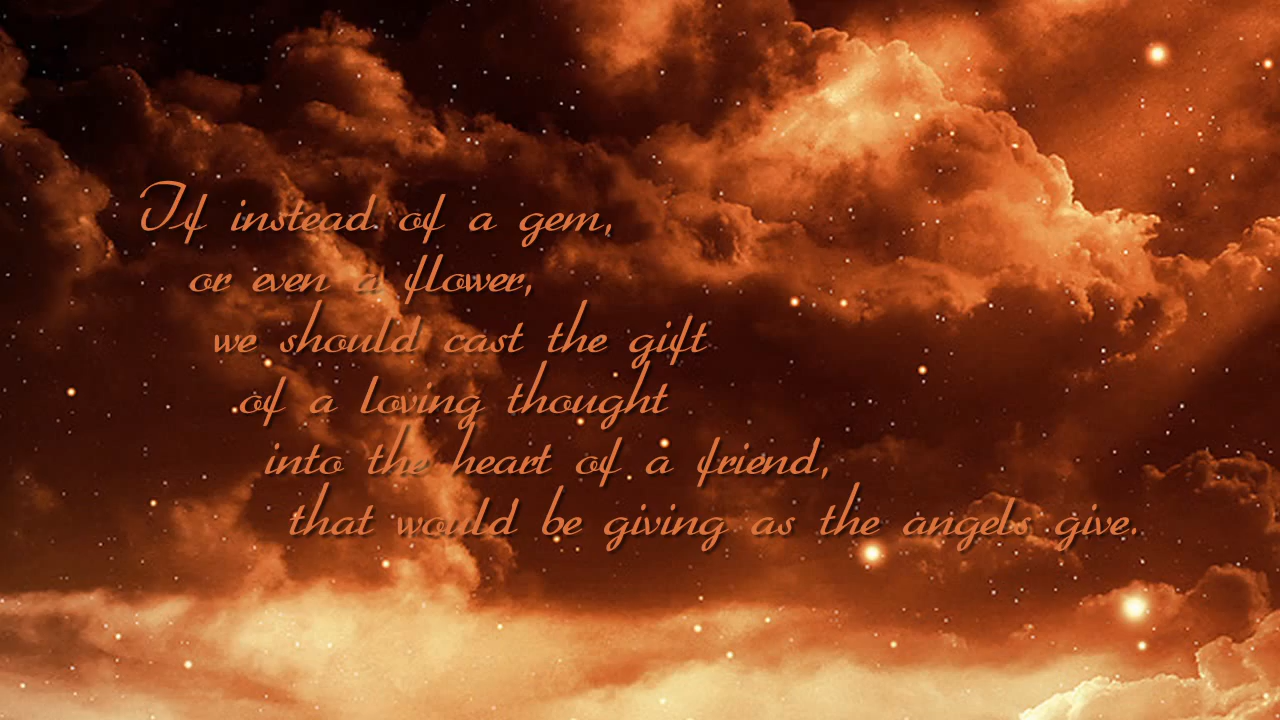 If instead of a gem,
or even a flower,
we should cast the gift
of a loving thought
into the heart of a friend,
that would be giving as the angels give.